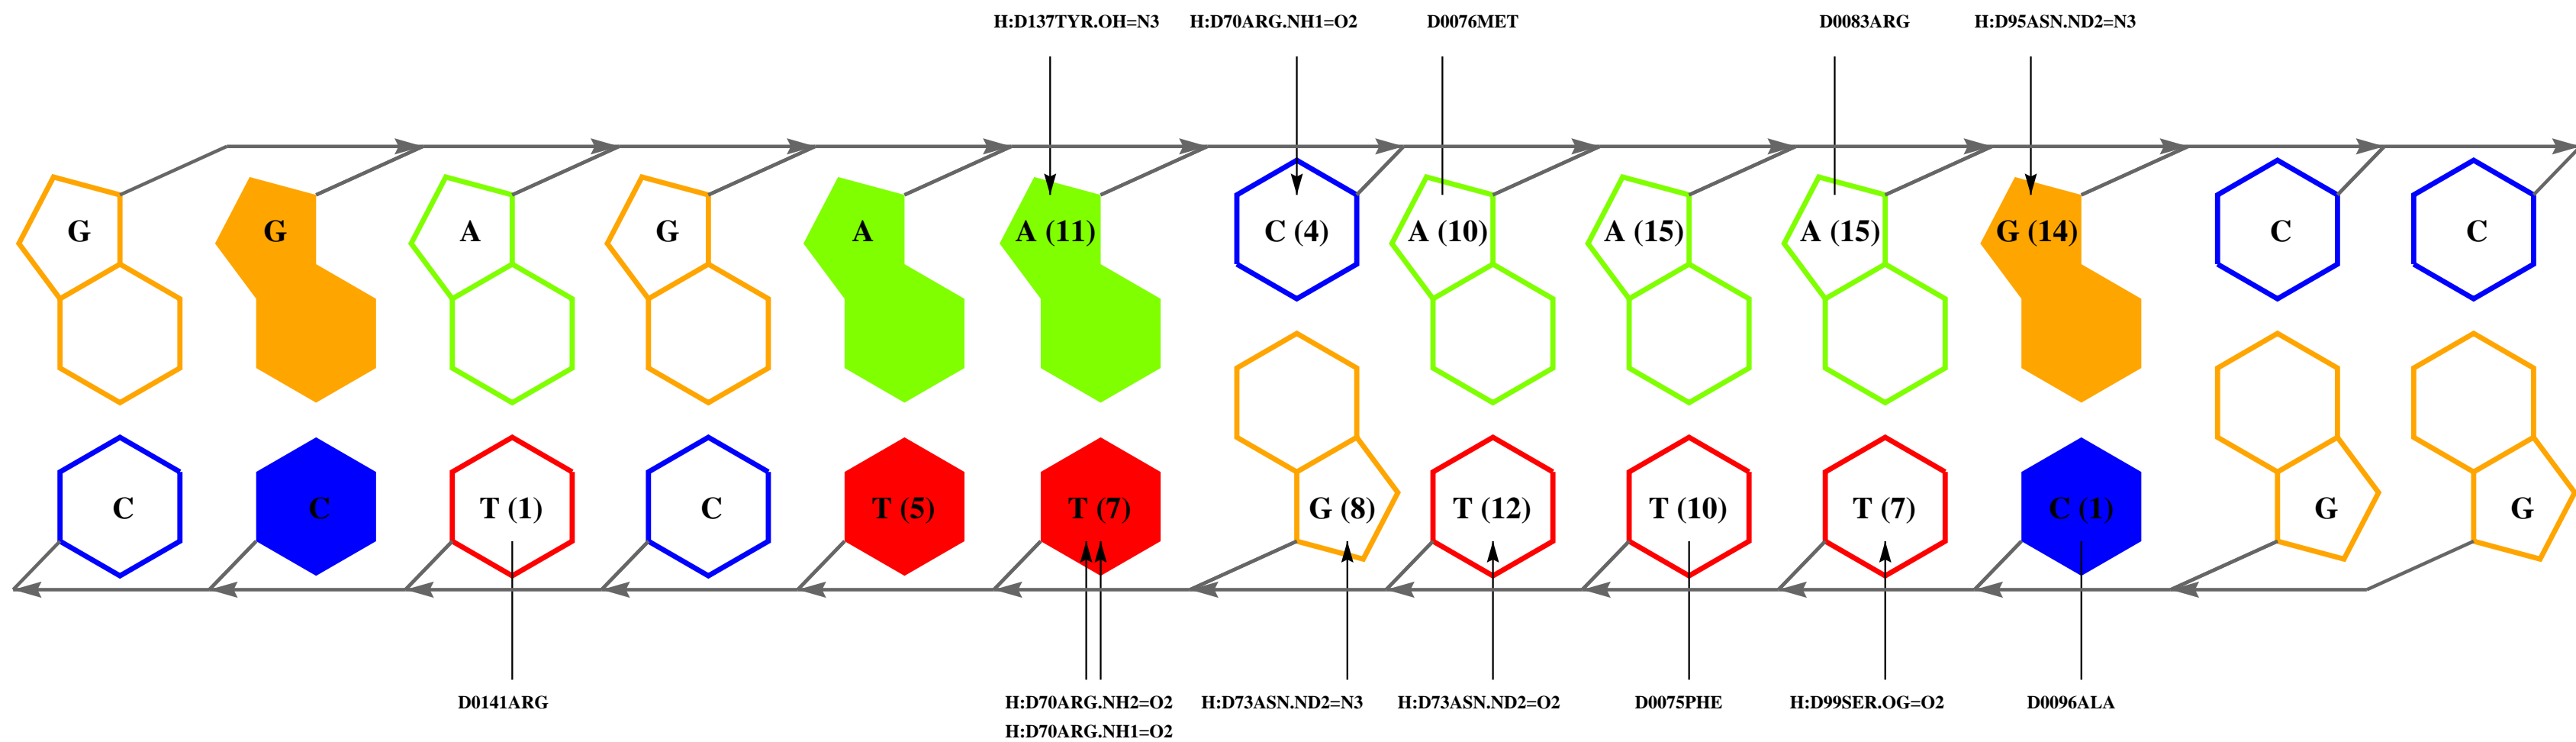 H:D137TYR.OH=N3 H:D70ARG.NH1=O2 D0076MET D0083ARG H:D95ASN.ND2=N3
G G A G A A (11) C (4) A (10) A (15) A (15) G (14) C C
C C T (1) C T (5) T (7) G (8) T (12) T (10) T (7) C (1) G G
D0141ARG H:D70ARG.NH2=O2 H:D73ASN.ND2=N3 H:D73ASN.ND2=O2 D0075PHE H:D99SER.OG=O2 D0096ALA
H:D70ARG.NH1=O2